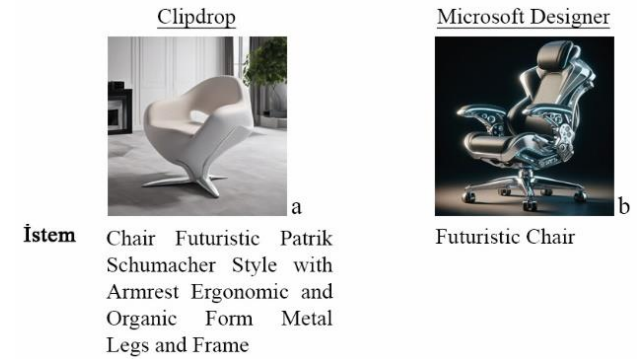 Clipdrop
Microsoft Designer
a
b
İstem
Chair Futuristic Patrik
Schumacher Style with
Armrest Ergonomic and
Organic Form Metal
Legs and Frame
Futuristic Chair